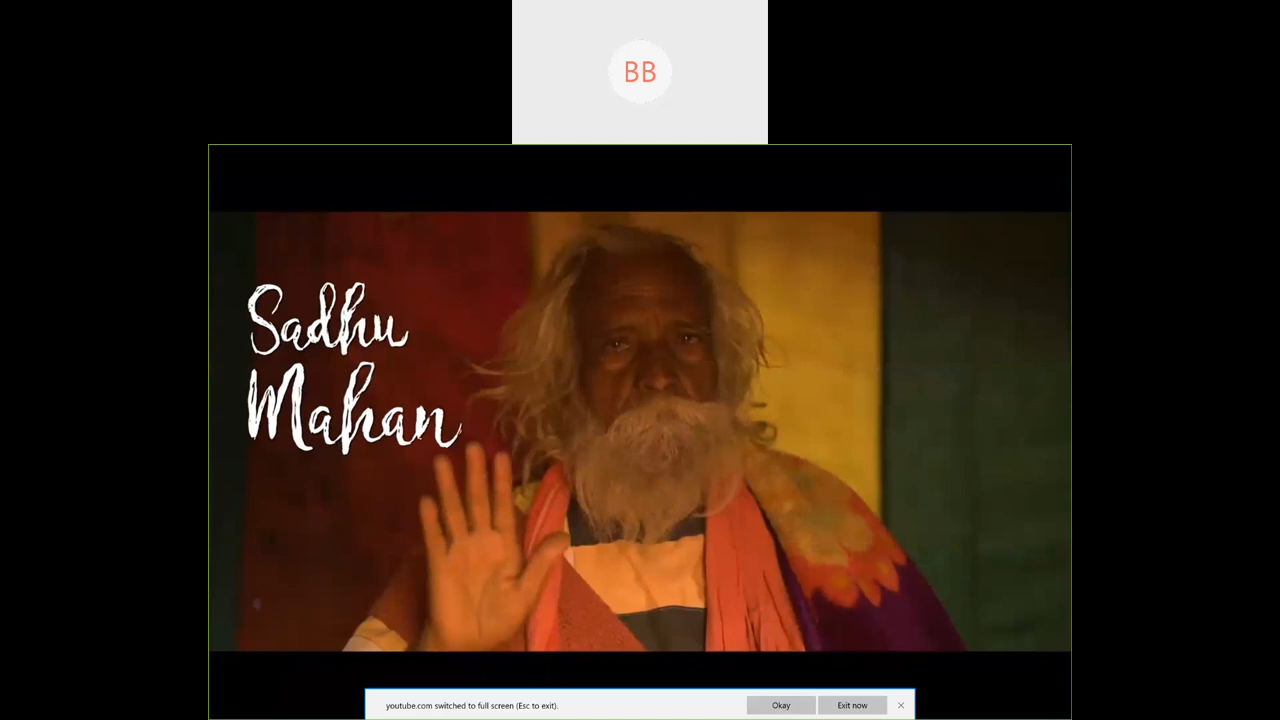 BB
Sadhu
Mahan
youtube.com switched to full screen (Esc to exit).
Okay
Exit now